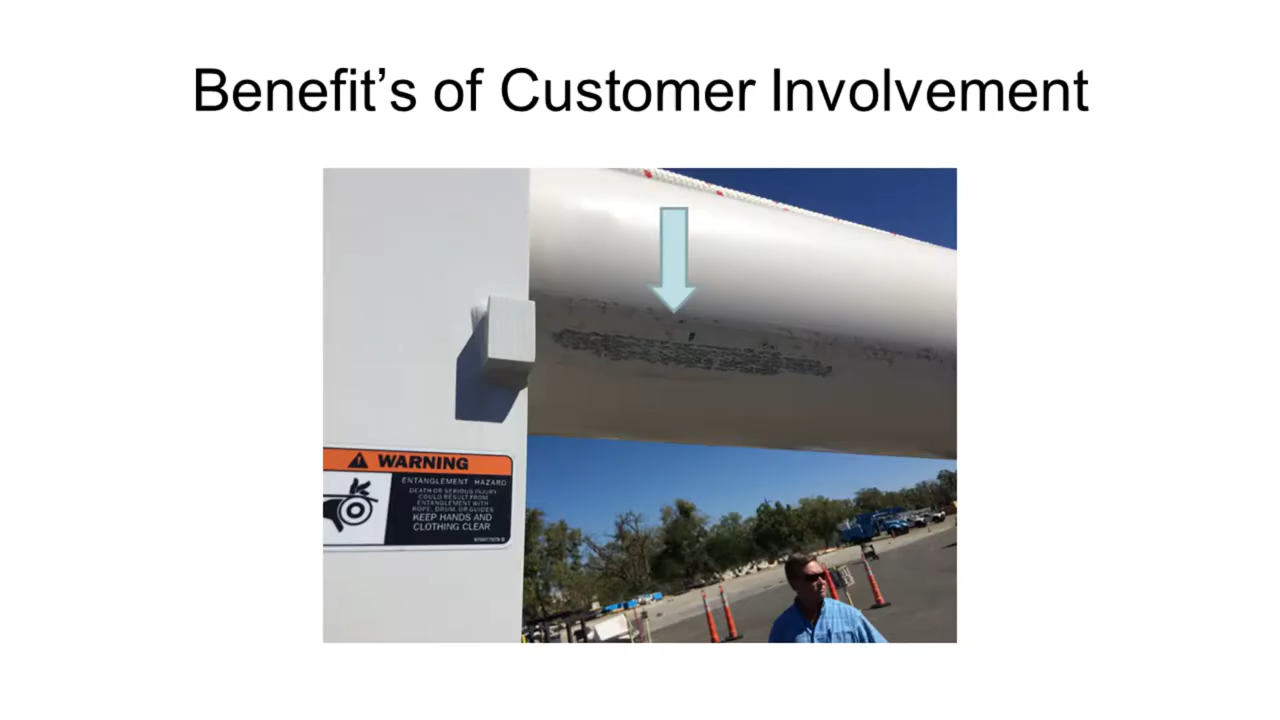 Benefit’s of Customer Involvement
WARNING
ENTANGLEMENT HAZARD
DEATH OR SERIOUS INJURY
COULD RESULT FROM
ENTANGLEMENT WITH
ROPE, DRUM, OR GUIDES
KEEP HANDS AND
CLOTHING CLEAR